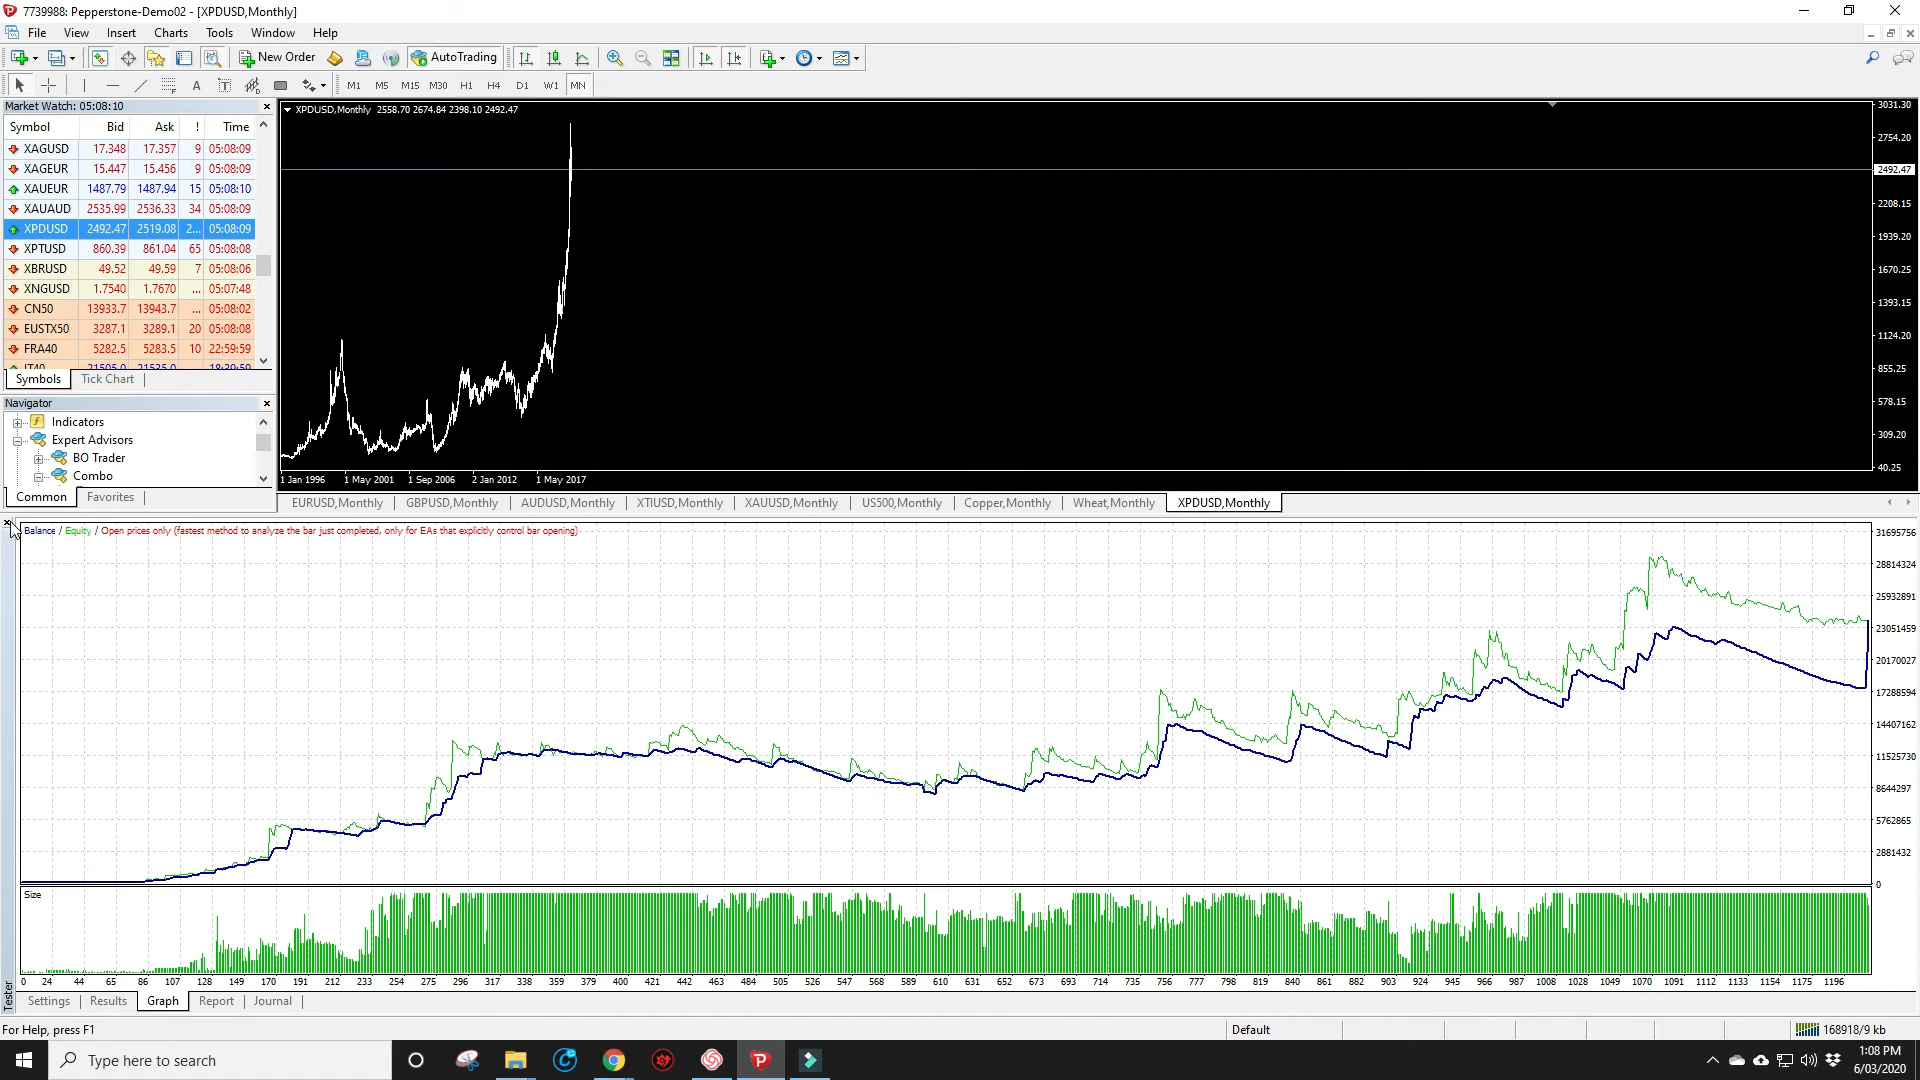 7739988: Pepperstone-Demo02 - [XPDUSD,Monthly]
File View Insert Charts Tools Window Help
New Order AutoTrading
A T M1 M5 M15 M30 H1 H4 D1 W1 MN
Market Watch: 05:08:10
Symbol Bid Ask ! Time
XAGUSD 17.348 17.357 9 05:08:09
XAGEUR 15.447 15.456 9 05:08:09
XAUEUR 1487.79 1487.94 15 05:08:10
XAUAUD 2535.99 2536.33 34 05:08:09
XPDUSD 2492.47 2519.08 2... 05:08:09
XPTUSD 860.39 861.04 65 05:08:08
XBRUSD 49.52 49.59 7 05:08:06
XNGUSD 1.7540 1.7670 ... 05:07:48
CN50 13933.7 13943.7 ... 05:08:02
EUSTX50 3287.1 3289.1 20 05:08:08
FRA40 5282.5 5283.5 10 22:59:59
Symbols Tick Chart
Navigator
Indicators
Expert Advisors
BO Trader
Combo
Common Favorites
XPDUSD,Monthly 2558.70 2674.84 2398.10 2492.47
3031.30
2754.20
2492.47
2208.15
1939.20
1670.25
1393.15
1124.20
855.25
578.15
309.20
40.25
1 Jan 1996 1 May 2001 1 Sep 2006 2 Jan 2012 1 May 2017
EURUSD,Monthly GBPUSD,Monthly AUDUSD,Monthly XTIUSD,Monthly XAUUSD,Monthly US500,Monthly Copper,Monthly Wheat,Monthly XPDUSD,Monthly
Balance / Equity / Open prices only (fastest method to analyze the bar just completed, only for EAs that explicitly control bar opening)
31695756
28814324
25932891
23051459
20170027
17288594
14407162
11525730
8644297
5762865
2881432
0
Size
0 24 44 65 86 107 128 149 170 191 212 233 254 275 296 317 338 359 379 400 421 442 463 484 505 526 547 568 589 610 631 652 673 693 714 735 756 777 798 819 840 861 882 903 924 945 966 987 1008 1028 1049 1070 1091 1112 1133 1154 1175 1196
Tester
Settings Results Graph Report Journal
For Help, press F1 Default 168918/9 kb
Type here to search
1:08 PM
6/03/2020